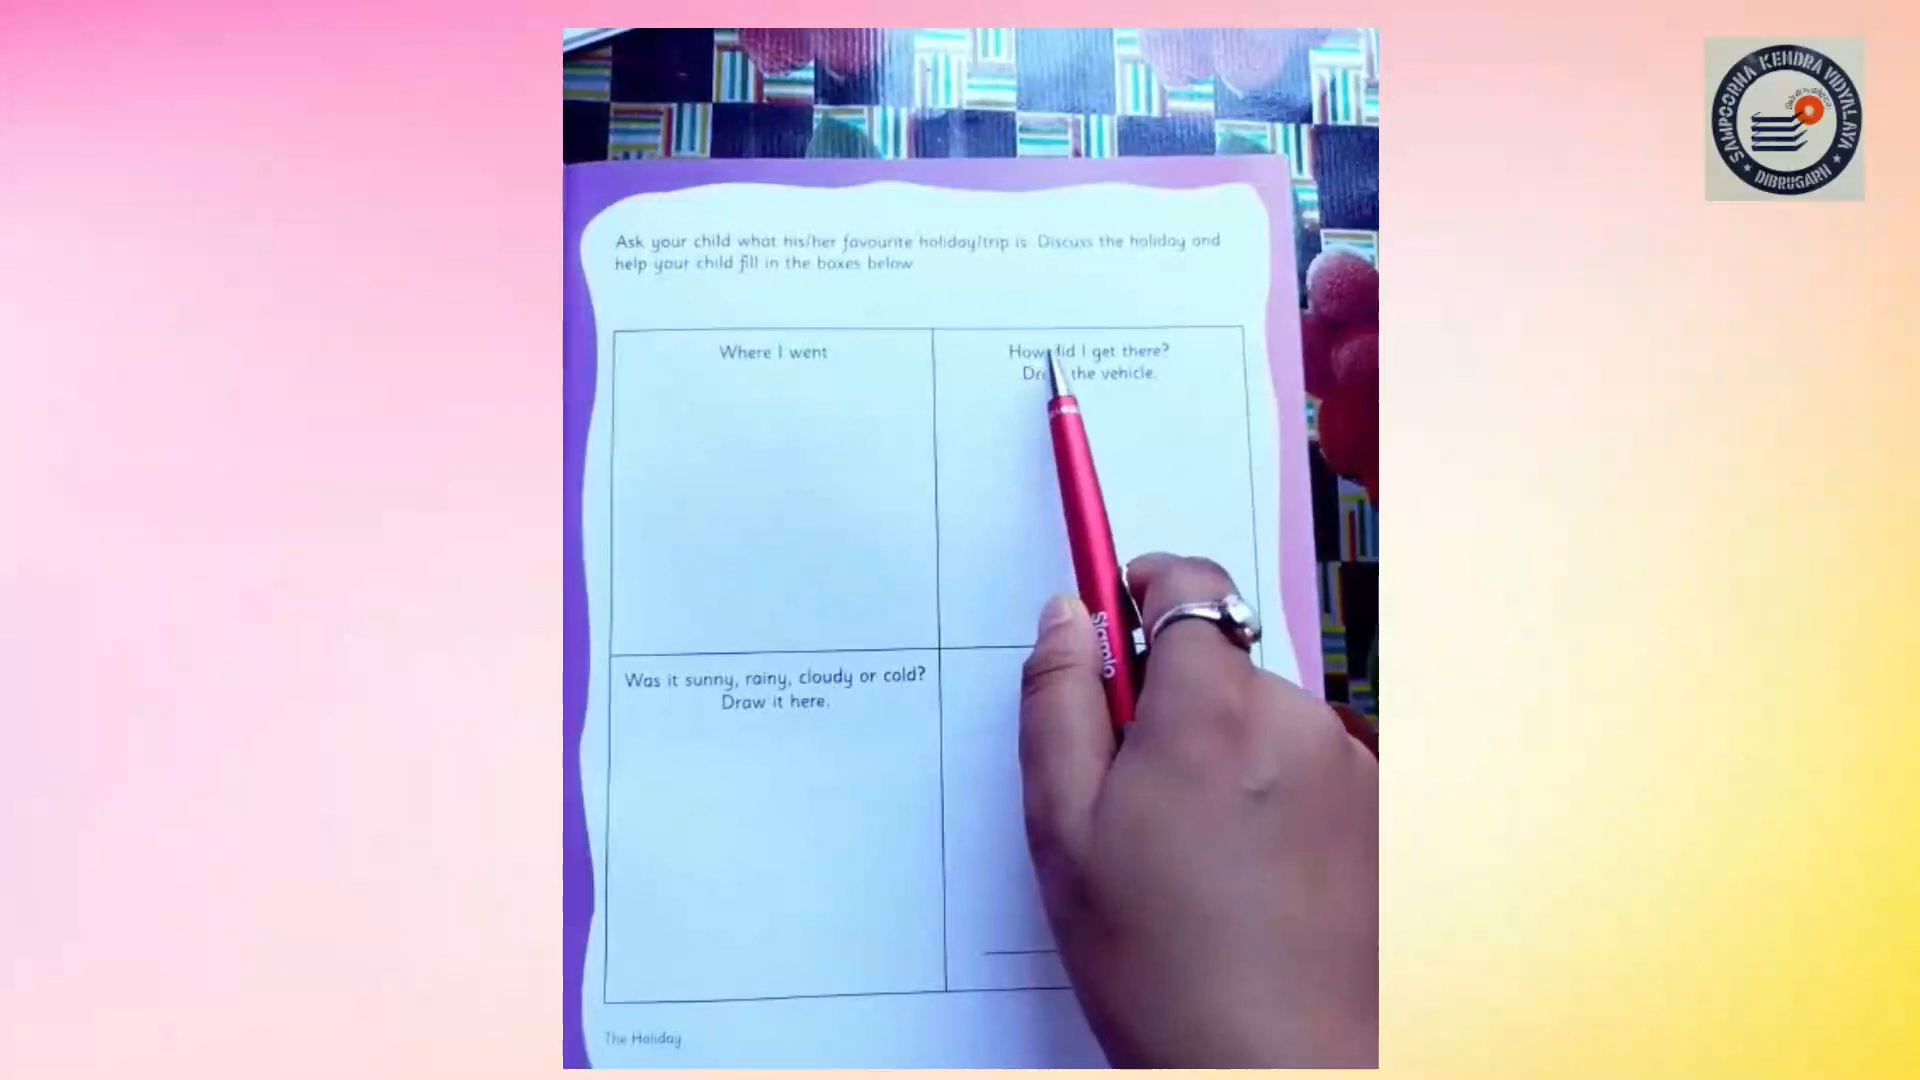 SAMPOORNA KENDRA VIDYALAYA
DIBRUGARH
Ask your child what his/her favourite holiday/trip is. Discuss the holiday and
help your child fill in the boxes below.
Where I went
How did I get there?
the vehicle.
Slamlo
Was it sunny, rainy, cloudy or cold?
Draw it here.
The Holiday